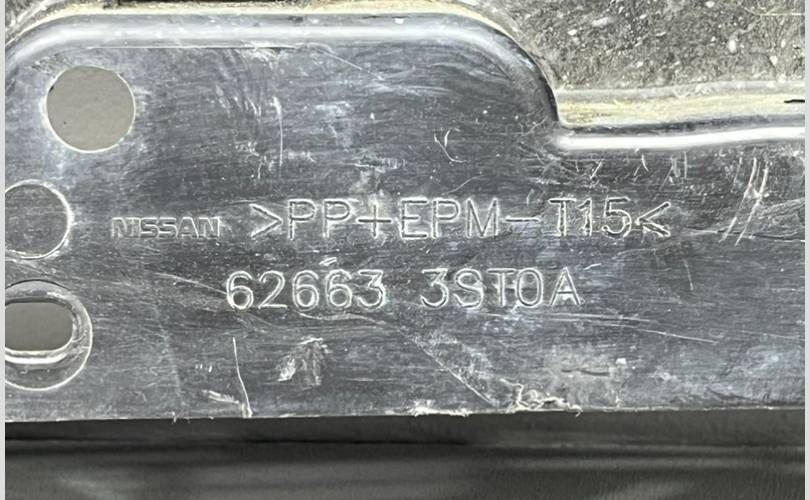 NISSAN >PP+EPM-T15<
62663 3ST0A